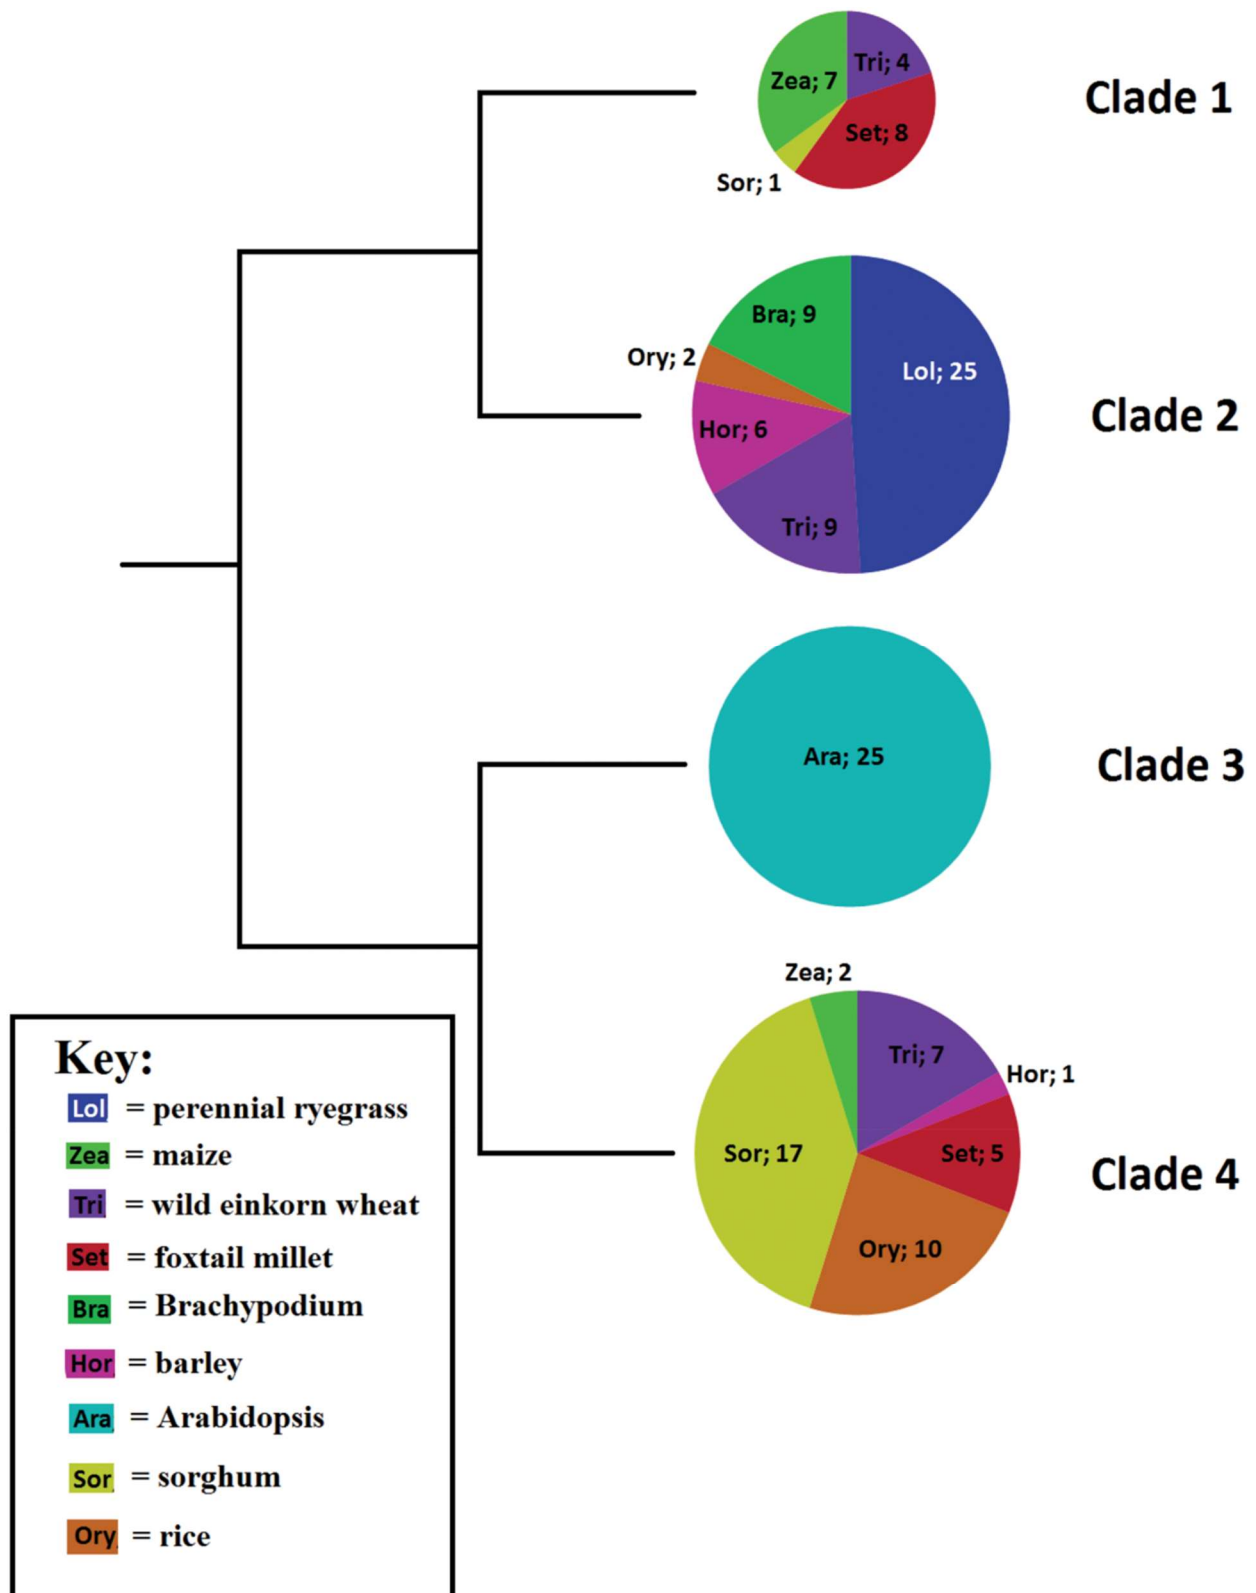 Zea; 7
Tri; 4
Set; 8
Sor; 1
Clade 1
Bra; 9
Ory; 2
Lol; 25
Hor; 6
Tri; 9
Clade 2
Ara; 25
Clade 3
Zea; 2
Tri; 7
Hor; 1
Sor; 17
Set; 5
Ory; 10
Clade 4
Key:
Lol = perennial ryegrass
Zea = maize
Tri = wild einkorn wheat
Set = foxtail millet
Bra = Brachypodium
Hor = barley
Ara = Arabidopsis
Sor = sorghum
Ory = rice